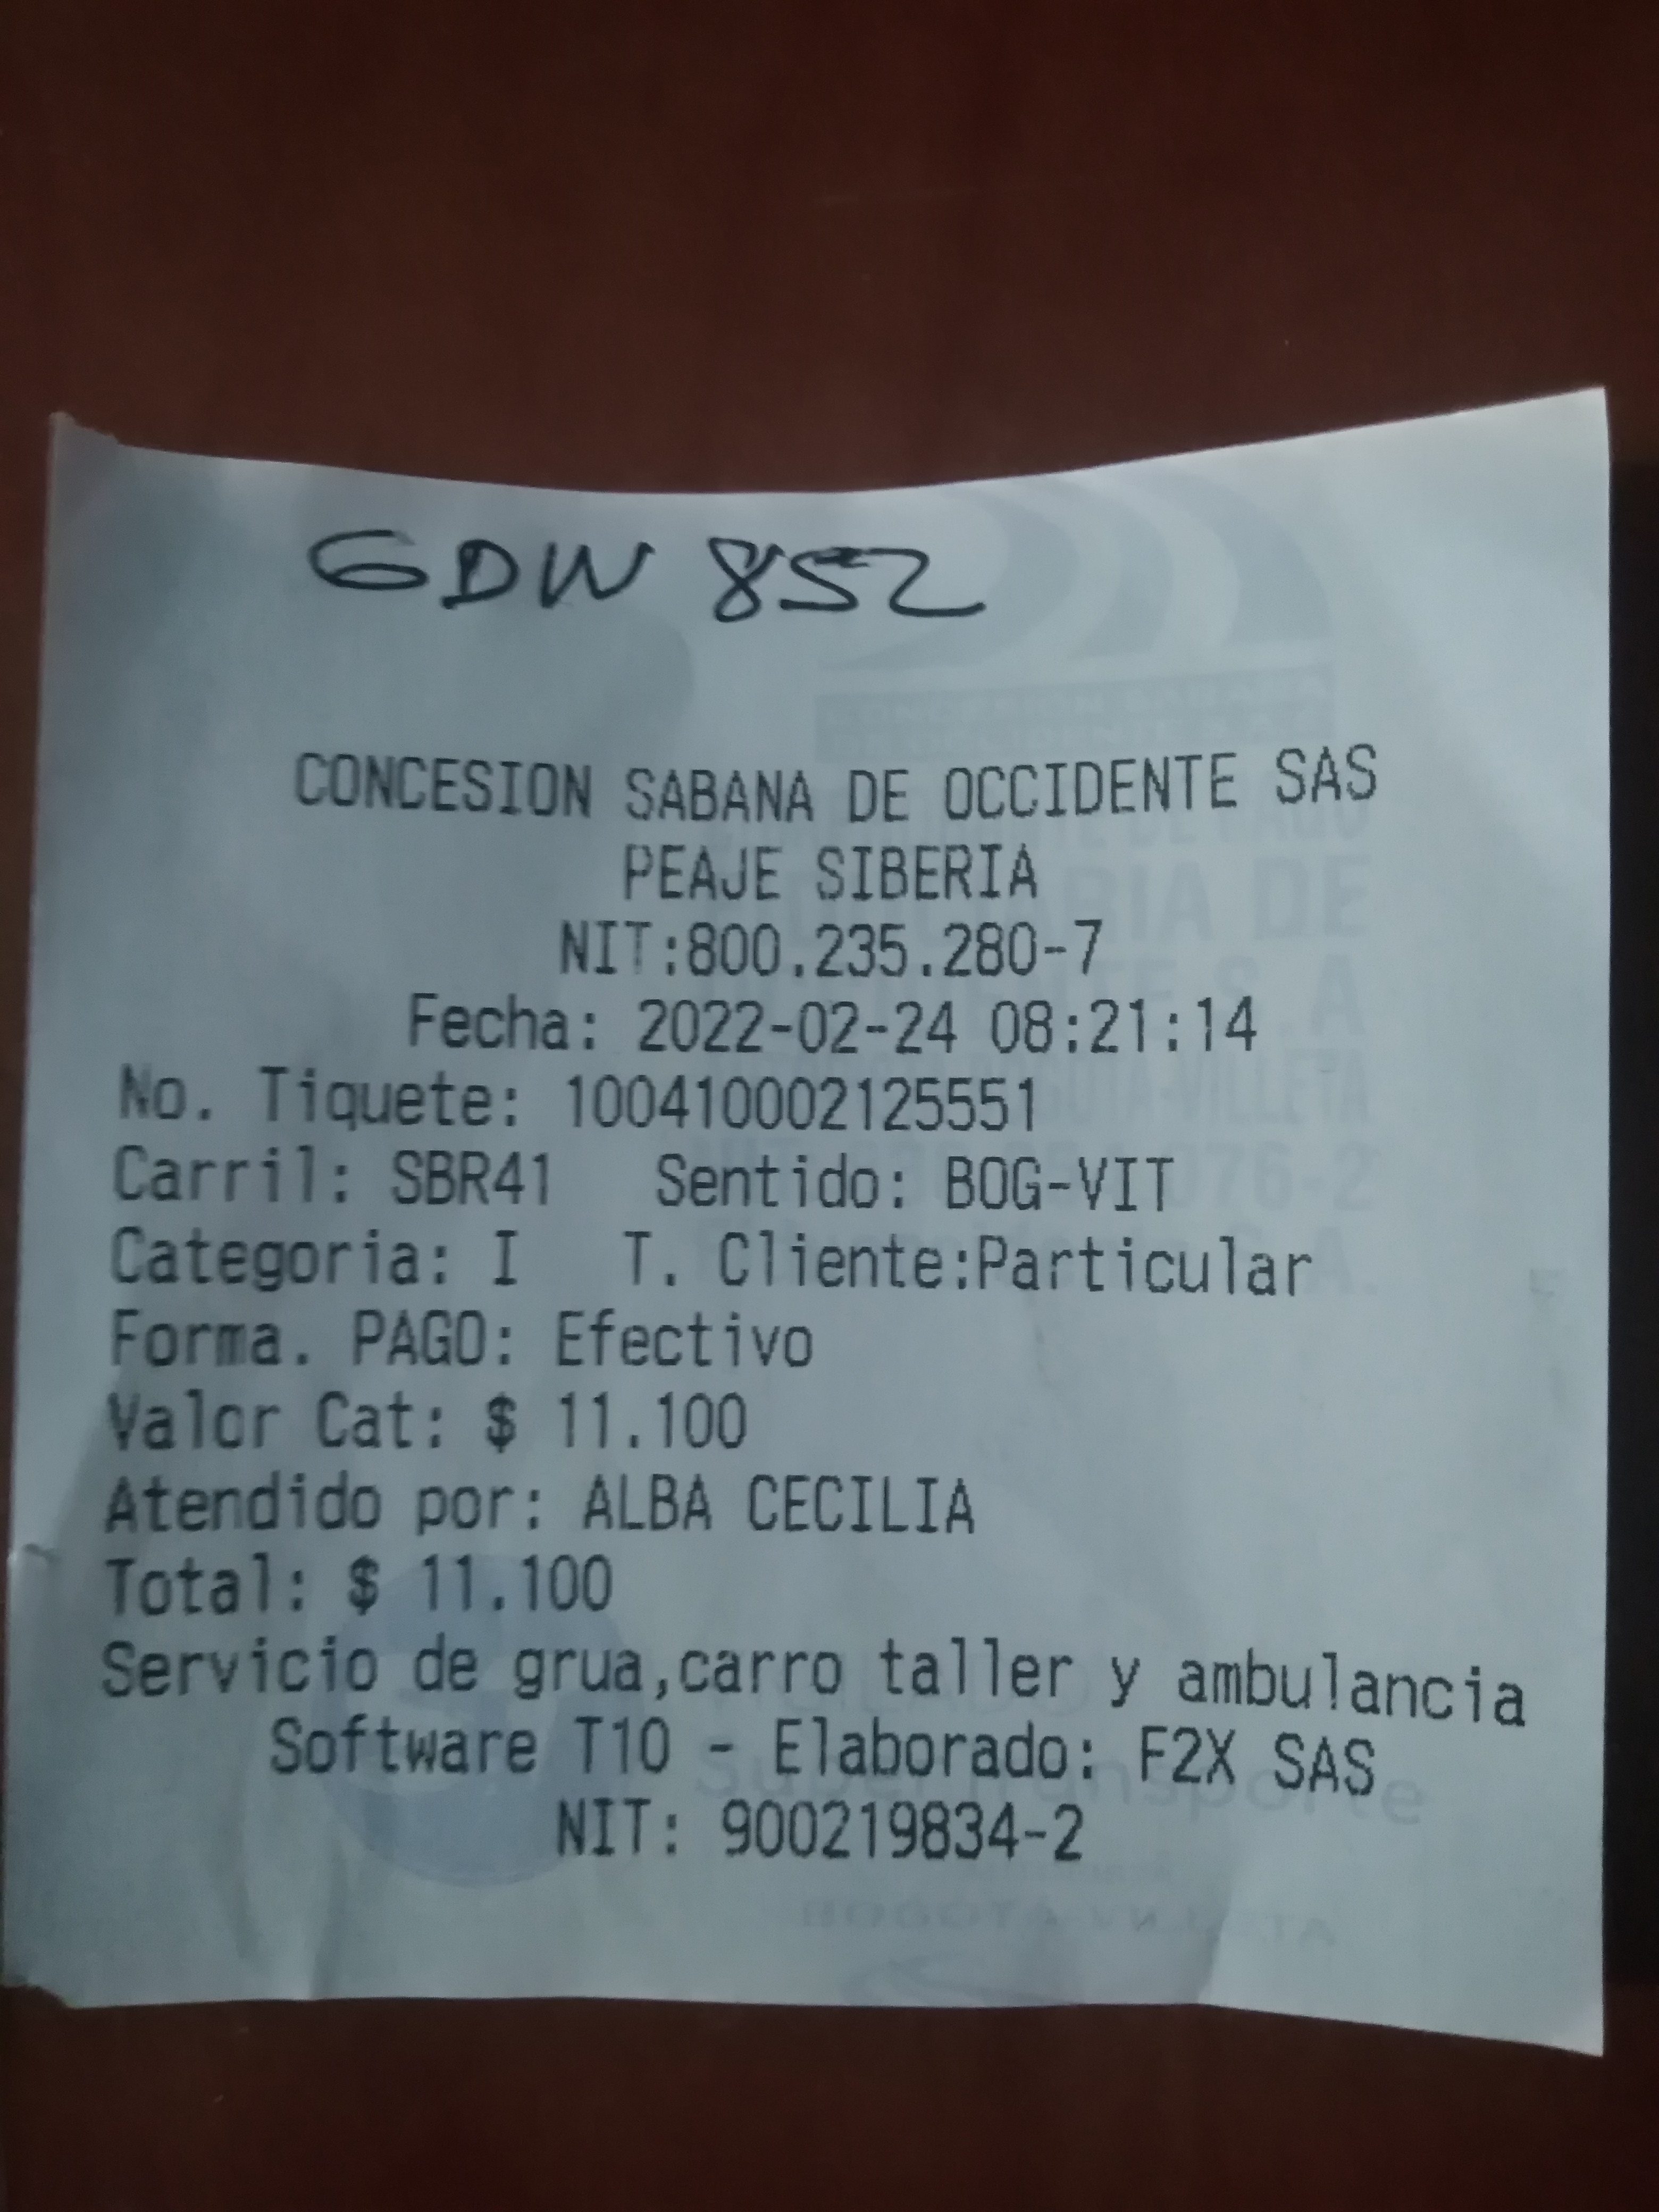 GDW 852
CONCESION SABANA DE OCCIDENTE SAS
PEAJE SIBERIA
NIT:800.235.280-7
Fecha: 2022-02-24 08:21:14
No. Tiquete: 100410002125551
Carril: SBR41 Sentido: BOG-VIT
Categoria: I T. Cliente:Particular
Forma. PAGO: Efectivo
Valor Cat: $ 11.100
Atendido por: ALBA CECILIA
Total: $ 11.100
Servicio de grua,carro taller y ambulancia
Software T10 - Elaborado: F2X SAS
NIT: 900219834-2